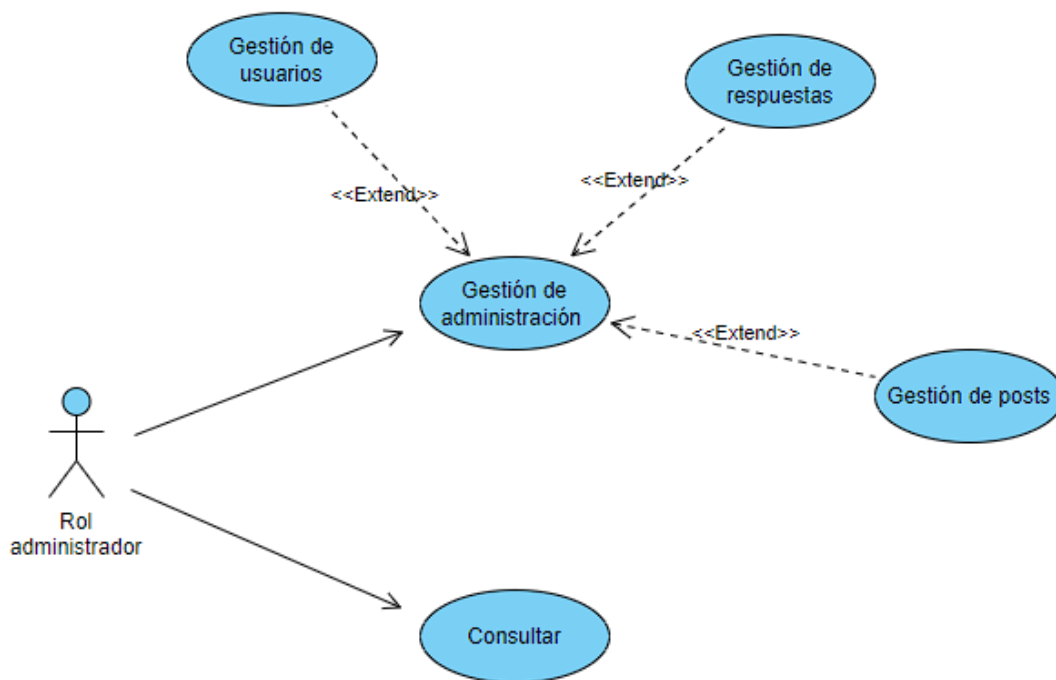 Gestión de
usuarios
Gestión de
respuestas
<<Extend>>
<<Extend>>
Gestión de
administración
<<Extend>>
Gestión de posts
Rol
administrador
Consultar